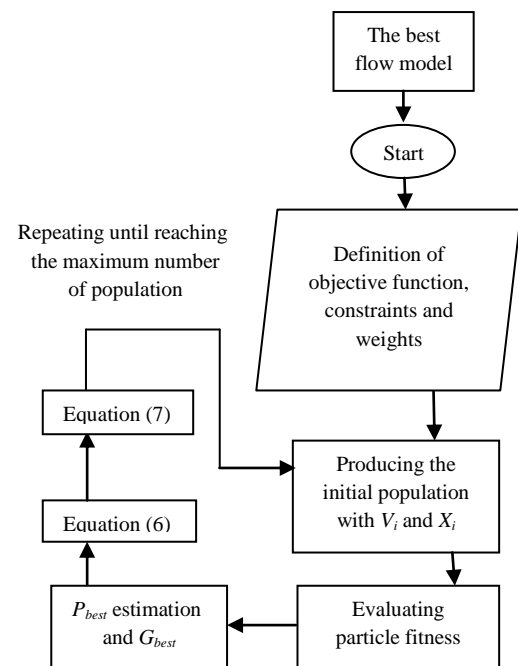 The best
flow model
Start
Definition of
objective function,
constraints and
weights
Repeating until reaching
the maximum number
of population
Equation (7)
Producing the
initial population
with Vi and Xi
Equation (6)
Pbest estimation
and Gbest
Evaluating
particle fitness